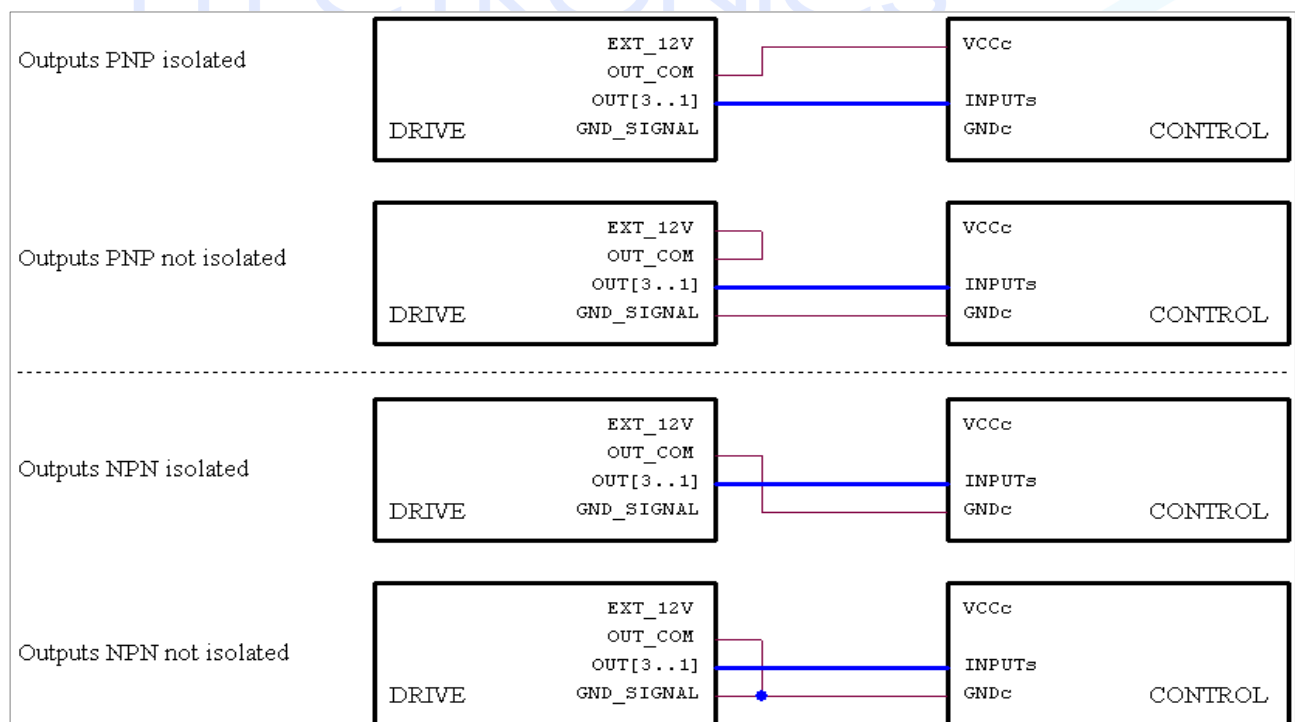 ELECTRONICS
Outputs PNP isolated
EXT_12V
OUT_COM
OUT[3..1]
GND_SIGNAL
DRIVE
VCCc
INPUTs
GNDc
CONTROL
Outputs PNP not isolated
EXT_12V
OUT_COM
OUT[3..1]
GND_SIGNAL
DRIVE
VCCc
INPUTs
GNDc
CONTROL
Outputs NPN isolated
EXT_12V
OUT_COM
OUT[3..1]
GND_SIGNAL
DRIVE
VCCc
INPUTs
GNDc
CONTROL
Outputs NPN not isolated
EXT_12V
OUT_COM
OUT[3..1]
GND_SIGNAL
DRIVE
VCCc
INPUTs
GNDc
CONTROL